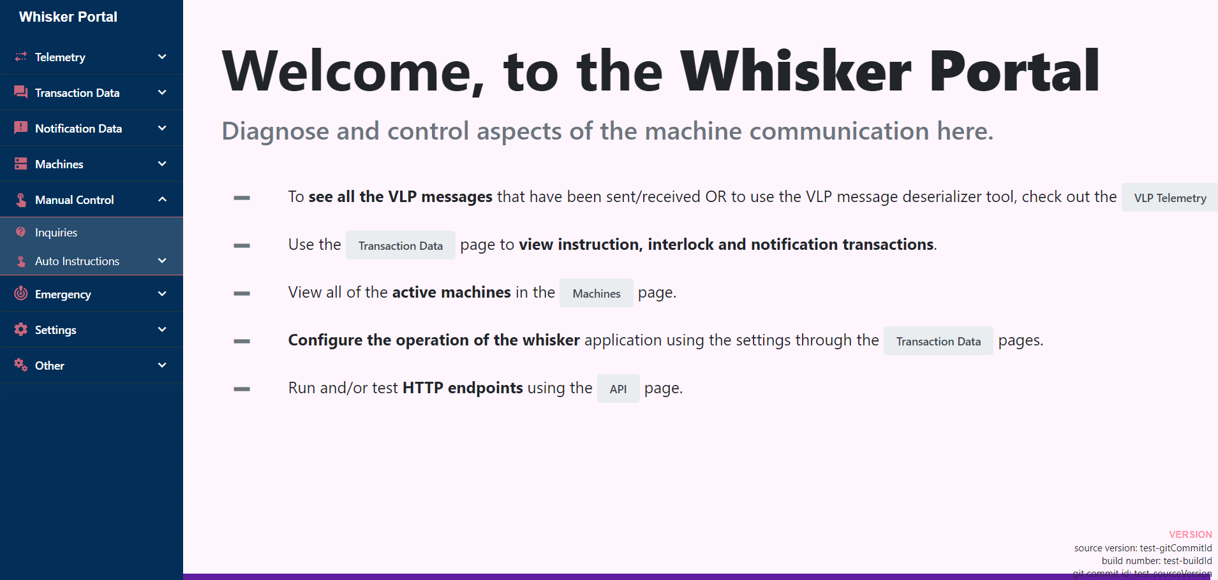 Whisker Portal
Telemetry
Transaction Data
Notification Data
Machines
Manual Control
Inquiries
Auto Instructions
Emergency
Settings
Other
Welcome, to the Whisker Portal
Diagnose and control aspects of the machine communication here.
To see all the VLP messages that have been sent/received OR to use the VLP message deserializer tool, check out the VLP Telemetry
Use the Transaction Data page to view instruction, interlock and notification transactions.
View all of the active machines in the Machines page.
Configure the operation of the whisker application using the settings through the Transaction Data pages.
Run and/or test HTTP endpoints using the API page.
VERSION
source version: test-gitCommitId
build number: test-buildId
git commit id: test-sourceVersion